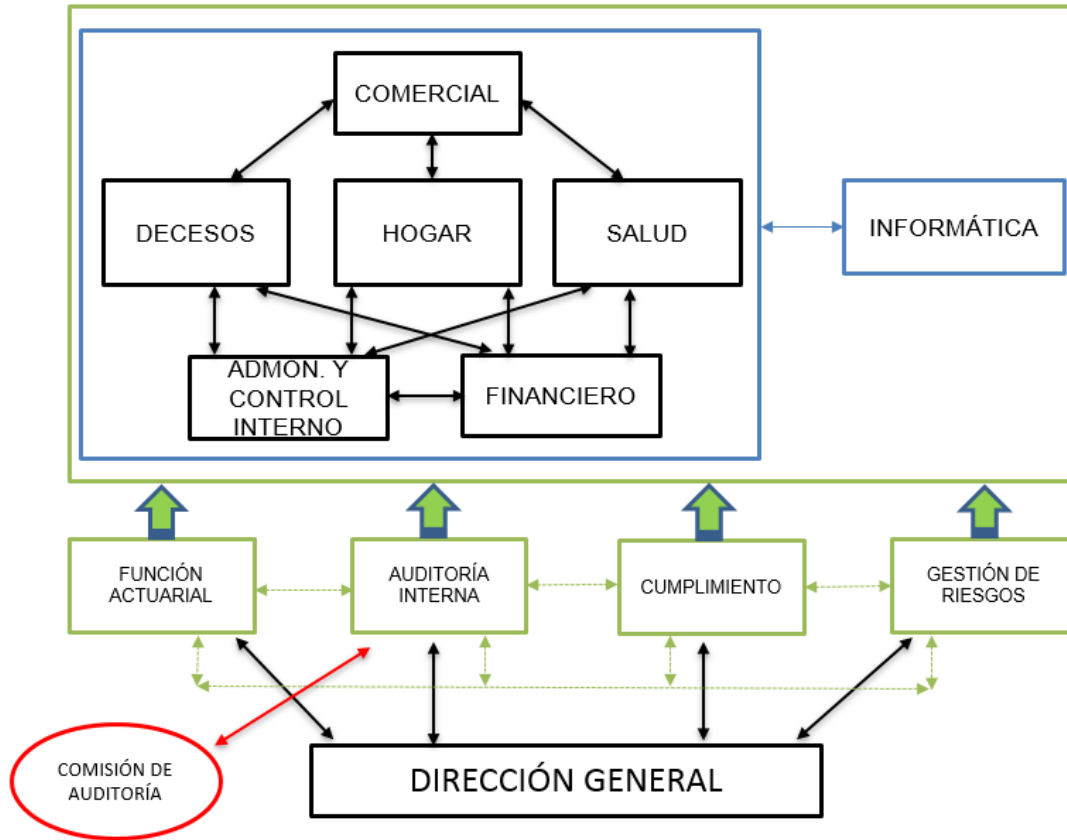 COMERCIAL
DECESOS
HOGAR
SALUD
INFORMÁTICA
ADMON. Y
CONTROL
INTERNO
FINANCIERO
FUNCIÓN
ACTUARIAL
AUDITORÍA
INTERNA
CUMPLIMIENTO
GESTIÓN DE
RIESGOS
COMISIÓN DE
AUDITORÍA
DIRECCIÓN GENERAL